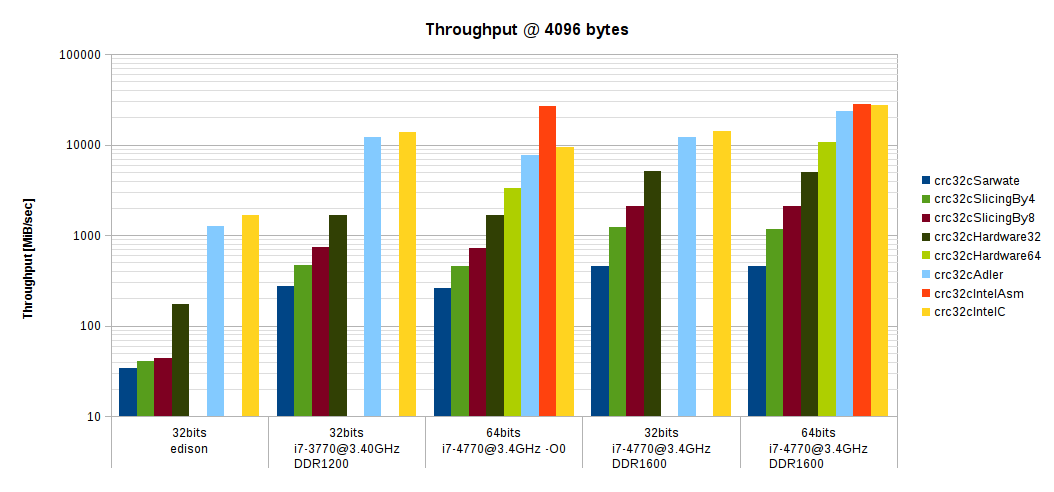 Throughput @ 4096 bytes
Throughput [MiB/sec]
100000
10000
1000
100
10
32bits
edison
32bits
i7-3770@3.40GHz
DDR1200
64bits
i7-4770@3.4GHz -O0
32bits
i7-4770@3.4GHz
DDR1600
64bits
i7-4770@3.4GHz
DDR1600
crc32cSarwate
crc32cSlicingBy4
crc32cSlicingBy8
crc32cHardware32
crc32cHardware64
crc32cAdler
crc32cIntelAsm
crc32cIntelC